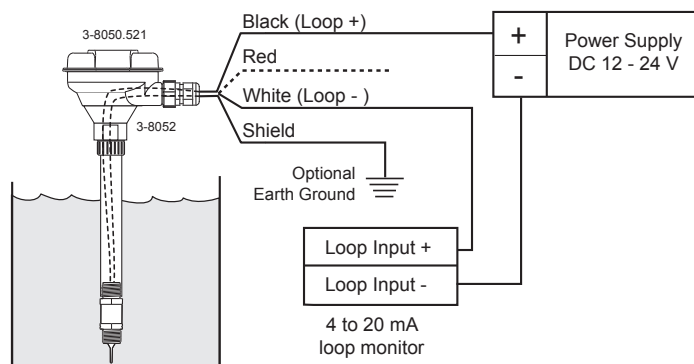 3-8050.521
3-8052
Black (Loop +)
Red
White (Loop - )
Shield
Optional
Earth Ground
+
-
Power Supply
DC 12 - 24 V
Loop Input +
Loop Input -
4 to 20 mA
loop monitor